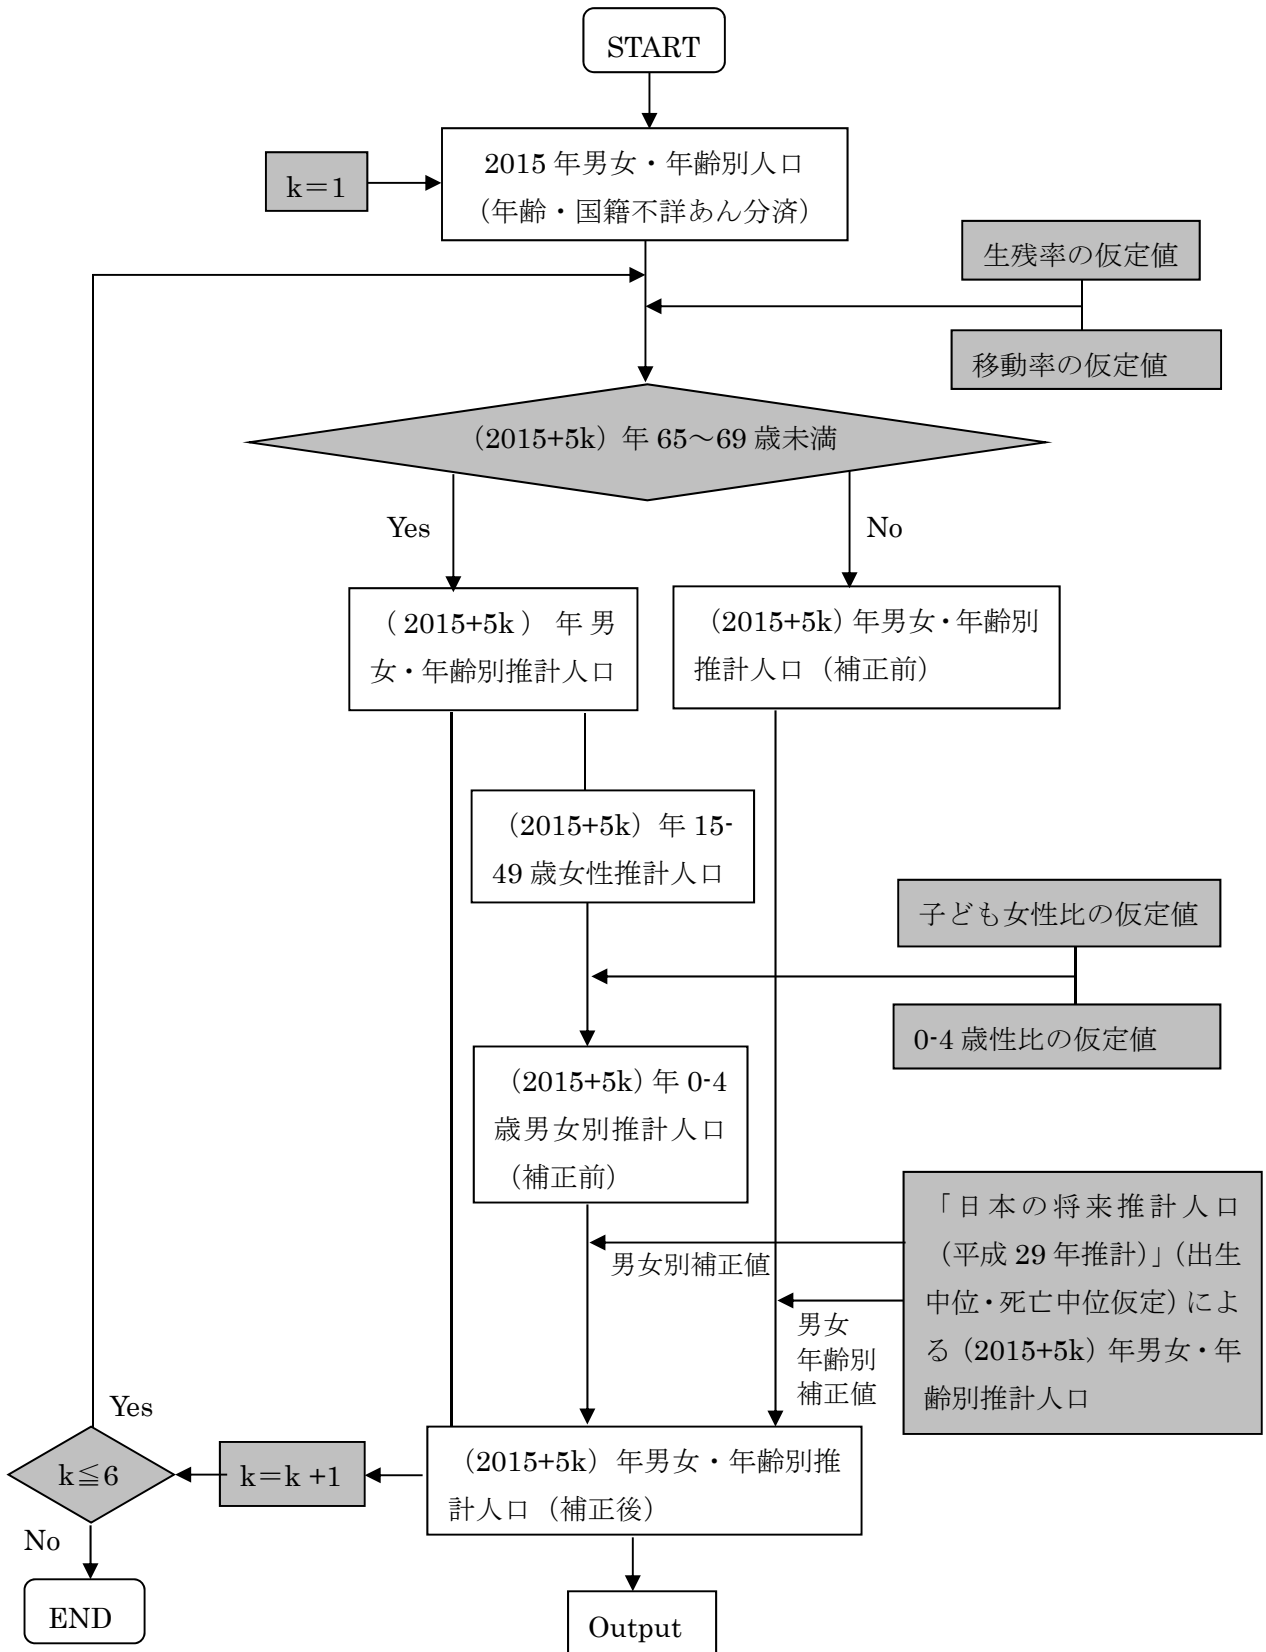 START
k=1
2015 年男女・年齢別人口
（年齢・国籍不詳あん分済）
生残率の仮定値
移動率の仮定値
（2015+5k）年 65～69 歳未満
Yes
No
（2015+5k） 年 男
女・年齢別推計人口
（2015+5k）年男女・年齢別
推計人口（補正前）
（2015+5k）年 15-
49 歳女性推計人口
子ども女性比の仮定値
0-4 歳性比の仮定値
（2015+5k）年 0-4
歳男女別推計人口
（補正前）
「日本の将来推計人口
（平成 29 年推計）」（出生
中位・死亡中位仮定）によ
る（2015+5k）年男女・年
齢別推計人口
男女別補正値
男女
年齢別
補正値
Yes
k≦6
k=k +1
（2015+5k）年男女・年齢別推
計人口（補正後）
No
END
Output